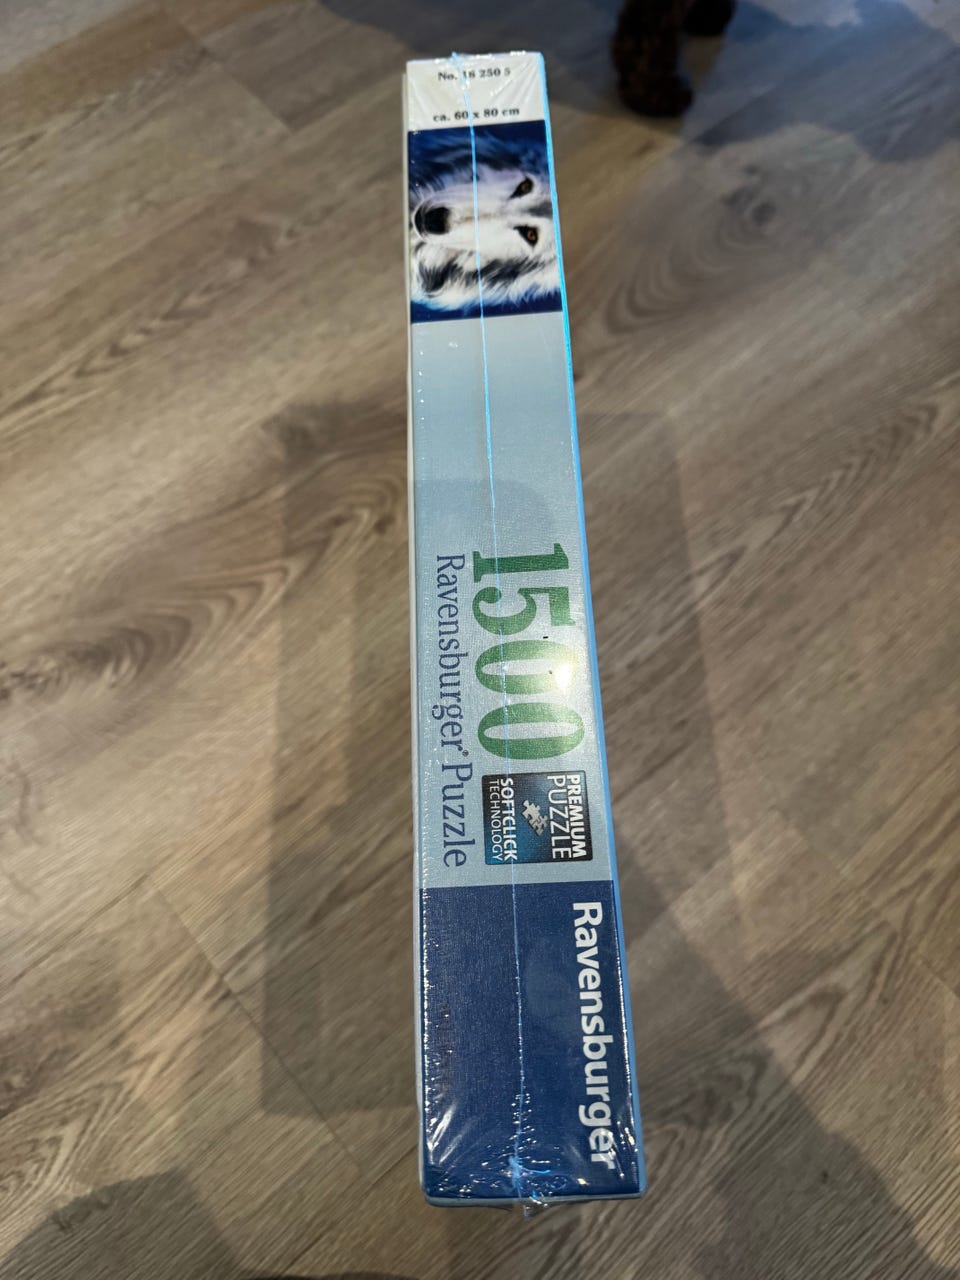 No. 16 250 5
ca. 60 x 80 cm
1500
Ravensburger® Puzzle
PREMIUM
PUZZLE
SOFTCLICK
TECHNOLOGY
Ravensburger